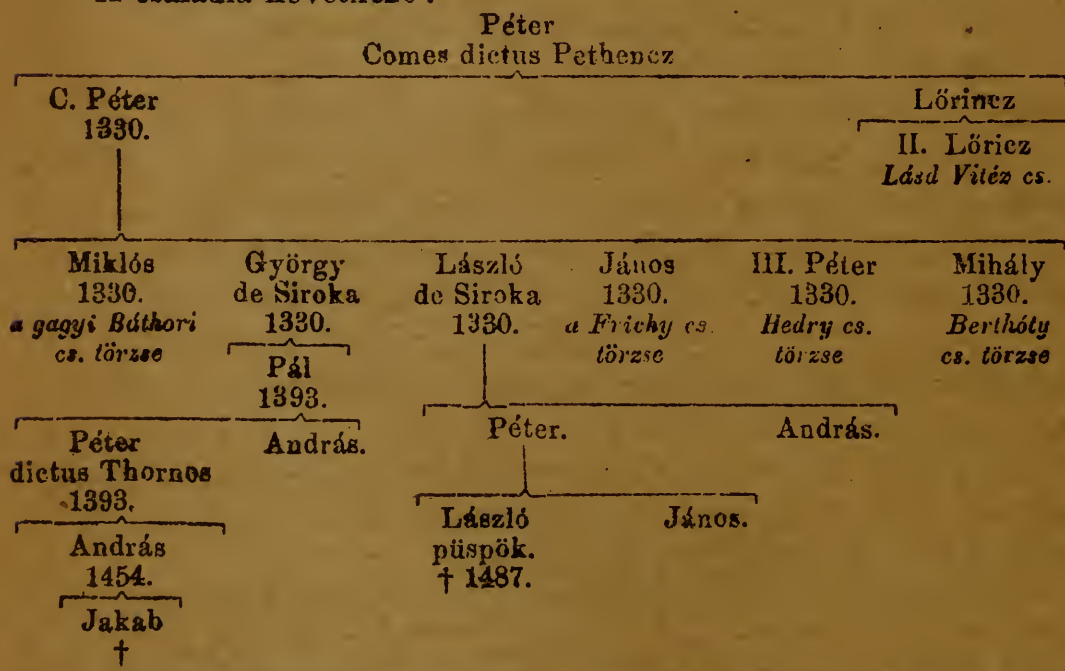 Péter
Comes dictus Pethencz
C. Péter Lőrincz
1330.
II. Lőricz
Lásd Vitéz cs.
Miklós György László János III. Péter Mihály
1330. de Siroka de Siroka 1330. 1330. 1330.
a gagyi Báthori 1330. 1330. a Frichy cs. Hedry cs. Berthóty
cs. törzse törzse törzse cs. törzse
Pál
1393.
Péter András. Péter. András.
dictus Thornos
1393.
László János.
András püspök.
1454. † 1487.
Jakab
†